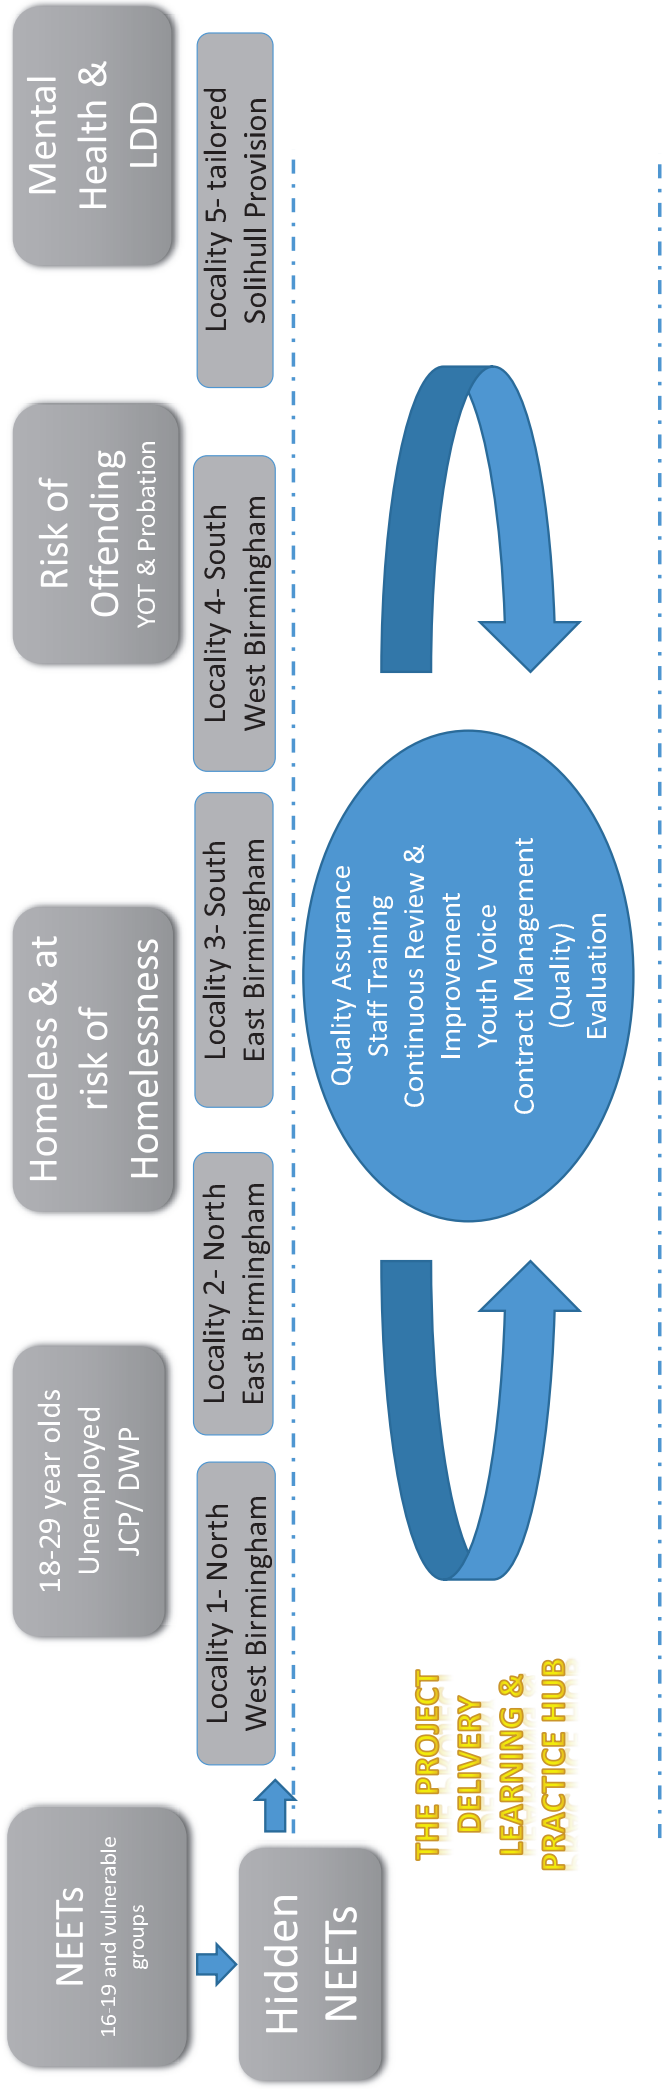 NEETs
16-19 and vulnerable
groups
18-29 year olds
Unemployed
JCP/ DWP
Homeless & at
risk of
Homelessness
Risk of
Offending
YOT & Probation
Mental
Health &
LDD
Hidden
NEETs
Locality 1- North
West Birmingham
Locality 2- North
East Birmingham
Locality 3- South
East Birmingham
Locality 4- South
West Birmingham
Locality 5- tailored
Solihull Provision
THE PROJECT
DELIVERY
LEARNING &
PRACTICE HUB
Quality Assurance
Staff Training
Continuous Review &
Improvement
Youth Voice
Contract Management
(Quality)
Evaluation